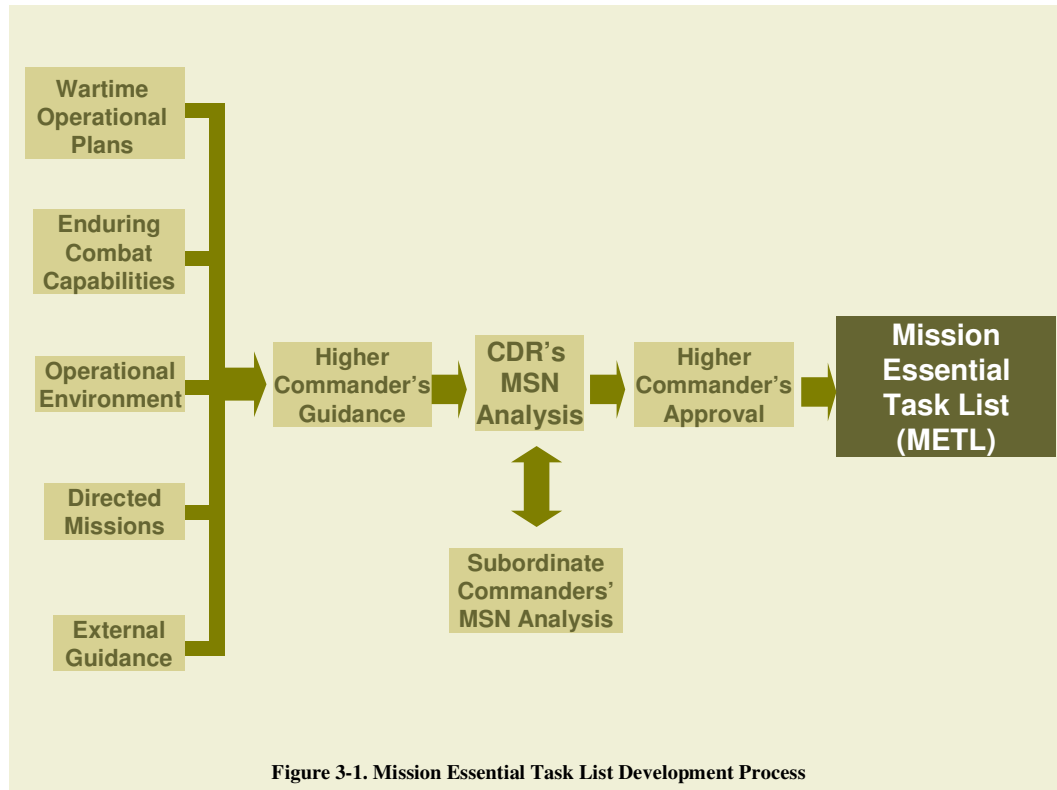 Wartime
Operational
Plans
Enduring
Combat
Capabilities
Operational
Environment
Directed
Missions
External
Guidance
Higher
Commander's
Guidance
CDR's
MSN
Analysis
Subordinate
Commanders'
MSN Analysis
Higher
Commander's
Approval
Mission
Essential
Task List
(METL)
Figure 3-1. Mission Essential Task List Development Process